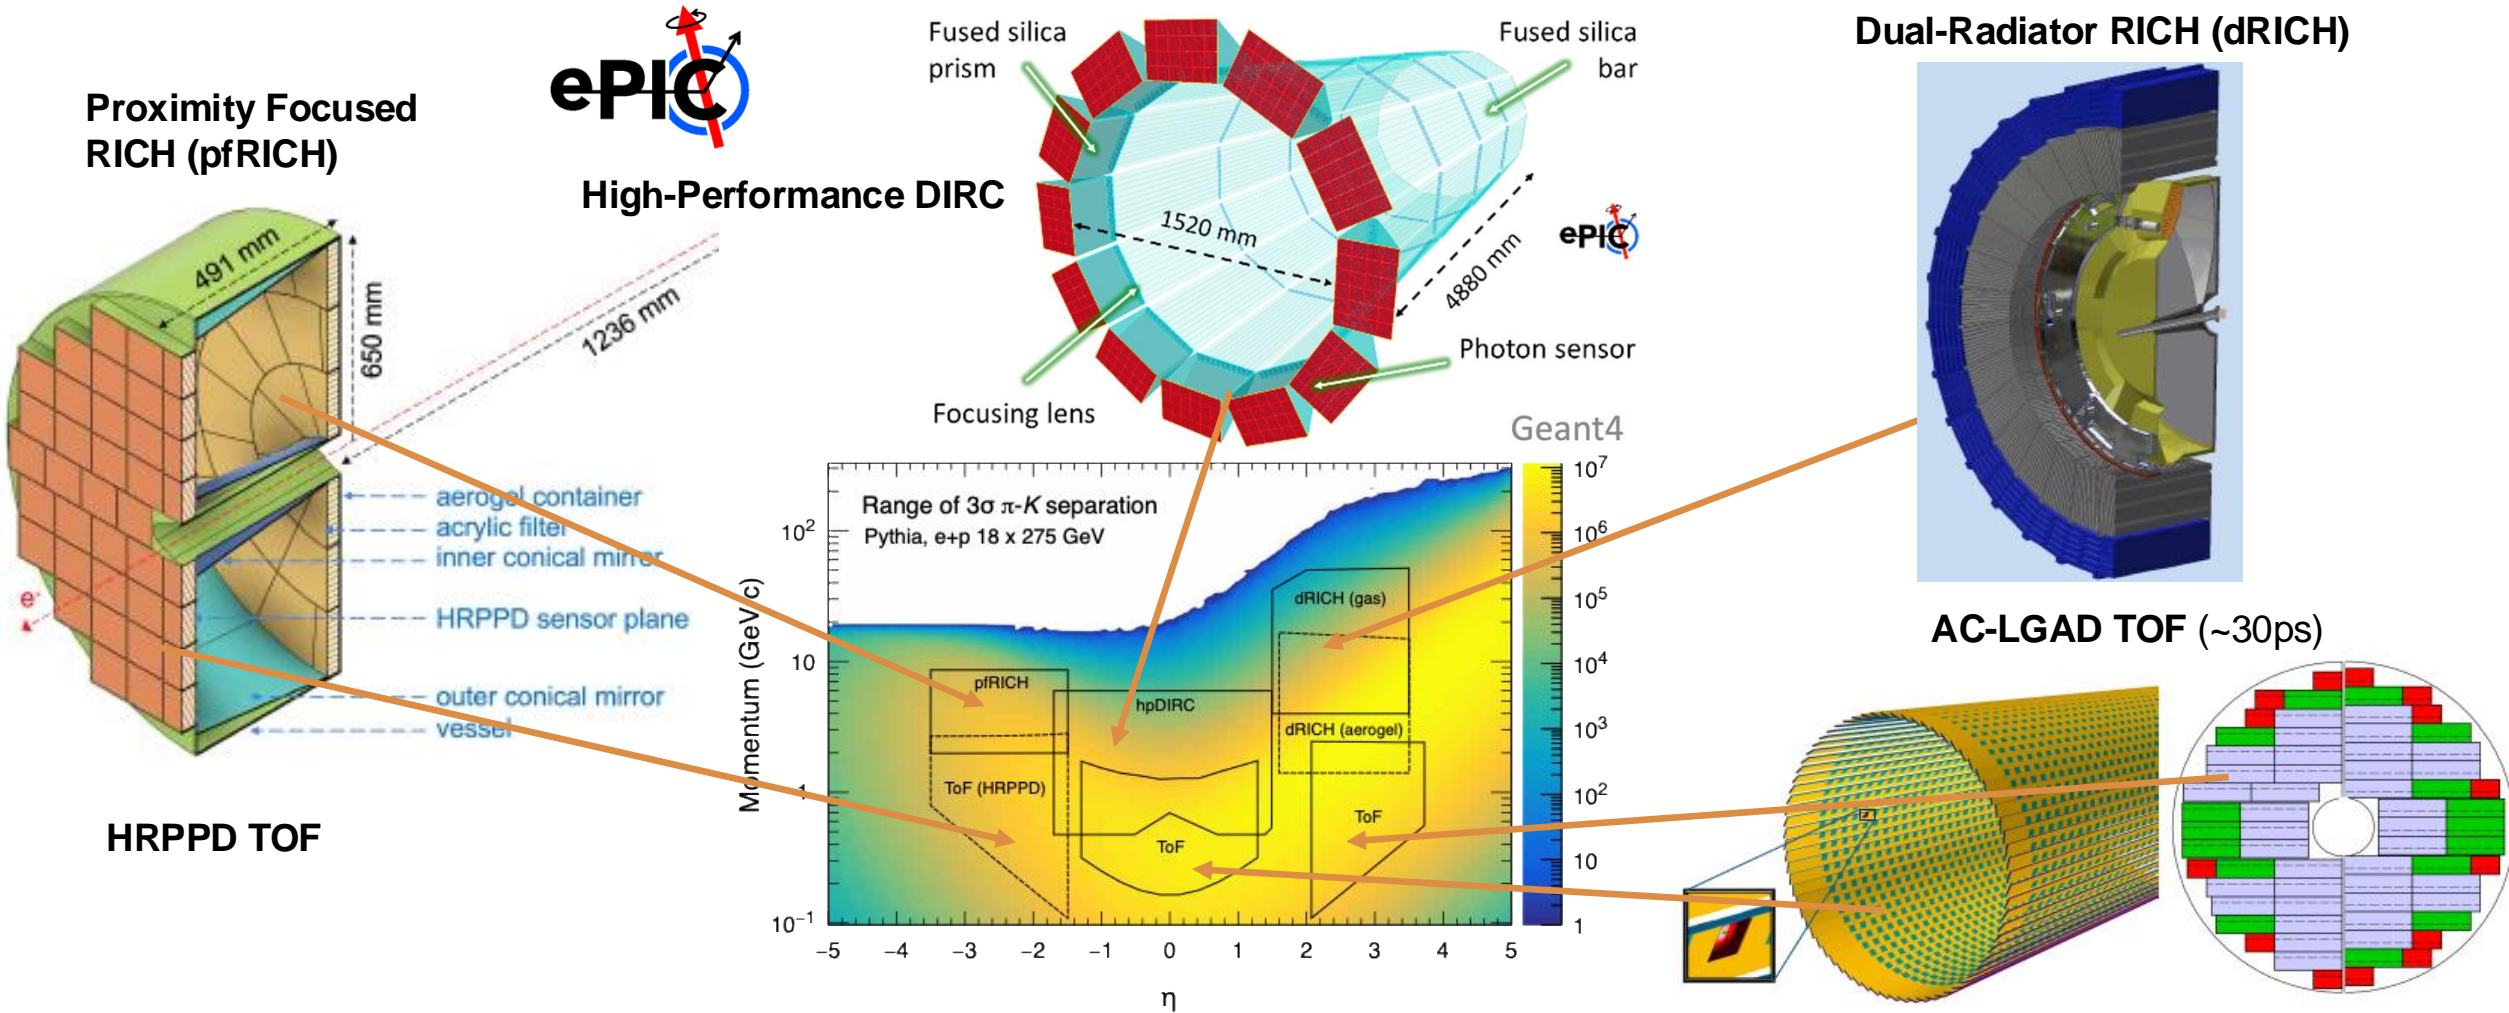 Proximity Focused
RICH (pfRICH)
491 mm
650 mm
1236 mm
e-
aerogel container
acrylic filter
inner conical mirror
HRPPD sensor plane
outer conical mirror
vessel
HRPPD TOF
ePIC
High-Performance DIRC
Fused silica
prism
Fused silica
bar
1520 mm
4880 mm
ePIC
Photon sensor
Focusing lens
Geant4
Range of 3σ π-K separation
Pythia, e+p 18 x 275 GeV
Momentum (GeV/c)
10²
10
1
10⁻¹
pfRICH
hpDIRC
dRICH (gas)
dRICH (aerogel)
ToF (HRPPD)
ToF
ToF
−5 −4 −3 −2 −1 0 1 2 3 4 5
η
10⁷
10⁶
10⁵
10⁴
10³
10²
10
1
Dual-Radiator RICH (dRICH)
AC-LGAD TOF (~30ps)